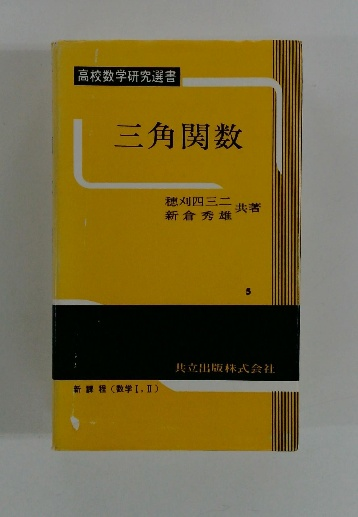 高校数学研究選書
三角関数
穂刈四三二
新倉秀雄 共著
5
共立出版株式会社
新課程（数学Ⅰ，Ⅱ）